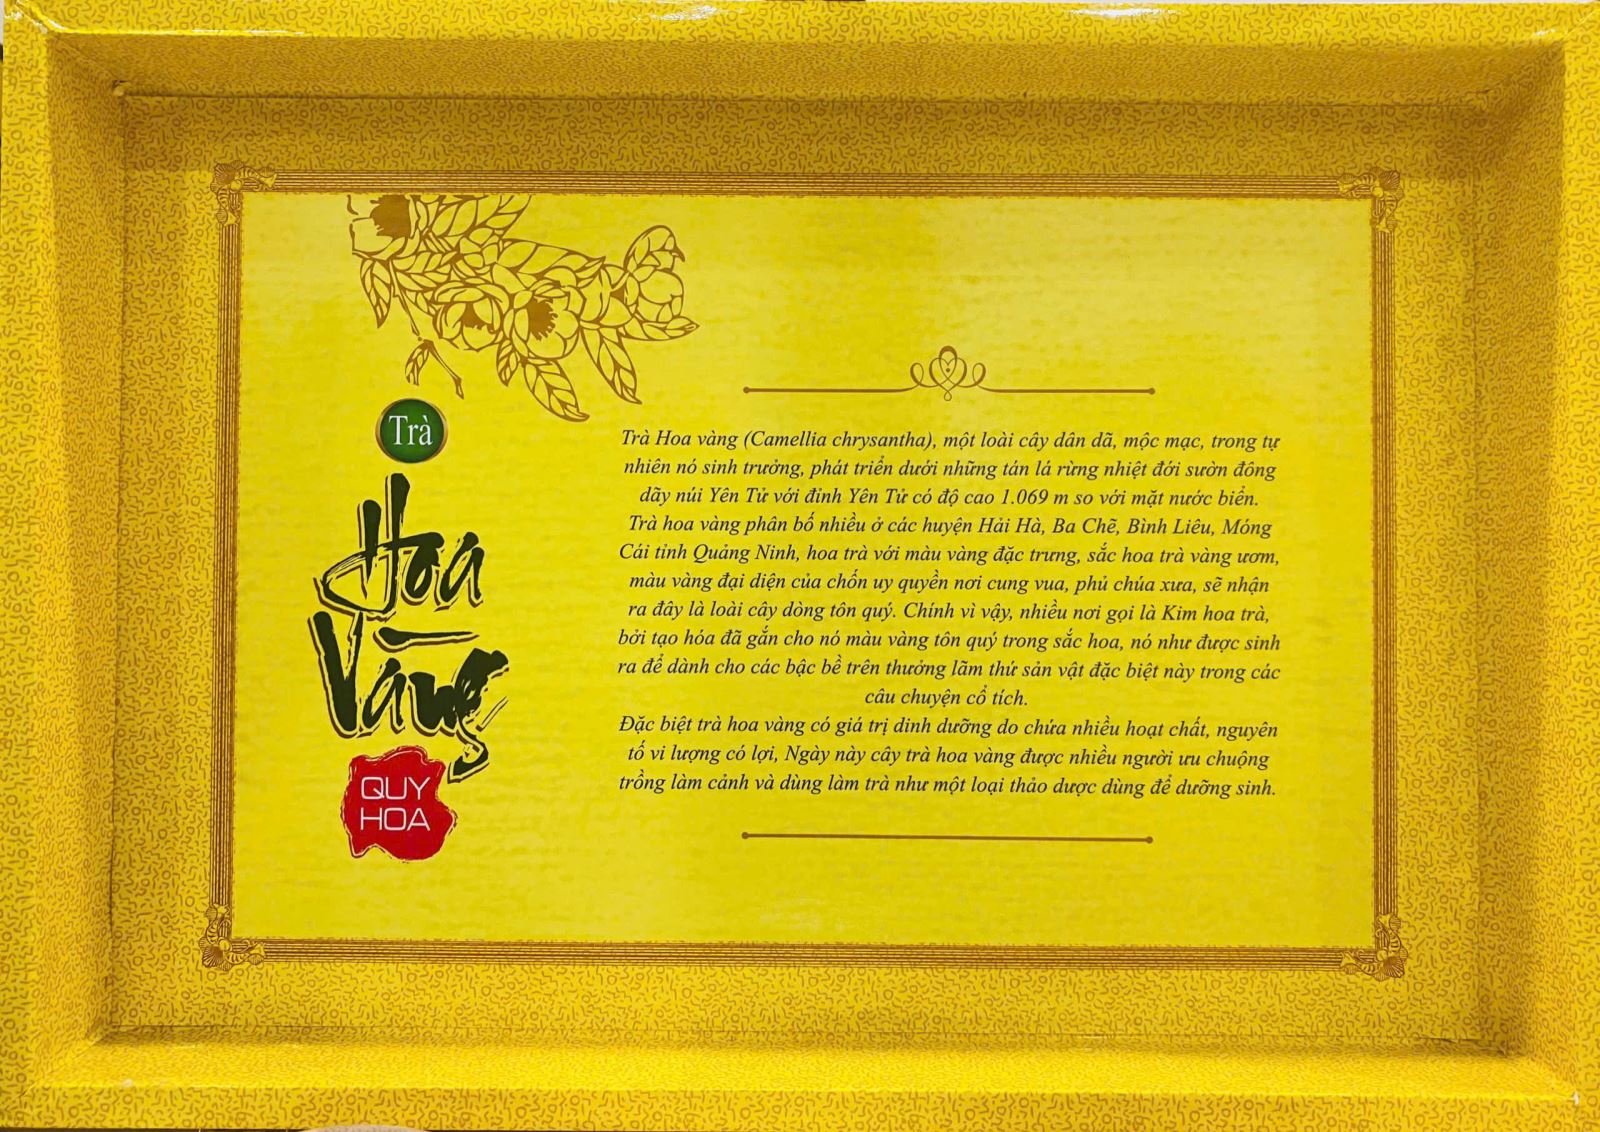 Trà
Hoa
Vàng
QUY
HOA
Trà Hoa vàng (Camellia chrysantha), một loài cây dân dã, mộc mạc, trong tự
nhiên nó sinh trưởng, phát triển dưới những tán lá rừng nhiệt đới sườn đông
dãy núi Yên Tử với đỉnh Yên Tử có độ cao 1.069 m so với mặt nước biển.
Trà hoa vàng phân bố nhiều ở các huyện Hải Hà, Ba Chẽ, Bình Liêu, Móng
Cái tỉnh Quảng Ninh, hoa trà với màu vàng đặc trưng, sắc hoa trà vàng ươm,
màu vàng đại diện của chốn uy quyền nơi cung vua, phủ chúa xưa, sẽ nhận
ra đây là loài cây dòng tôn quý. Chính vì vậy, nhiều nơi gọi là Kim hoa trà,
bởi tạo hóa đã gắn cho nó màu vàng tôn quý trong sắc hoa, nó như được sinh
ra để dành cho các bậc bề trên thưởng lãm thứ sản vật đặc biệt này trong các
câu chuyện cổ tích.
Đặc biệt trà hoa vàng có giá trị dinh dưỡng do chứa nhiều hoạt chất, nguyên
tố vi lượng có lợi, Ngày này cây trà hoa vàng được nhiều người ưu chuộng
trồng làm cảnh và dùng làm trà như một loại thảo dược dùng để dưỡng sinh.